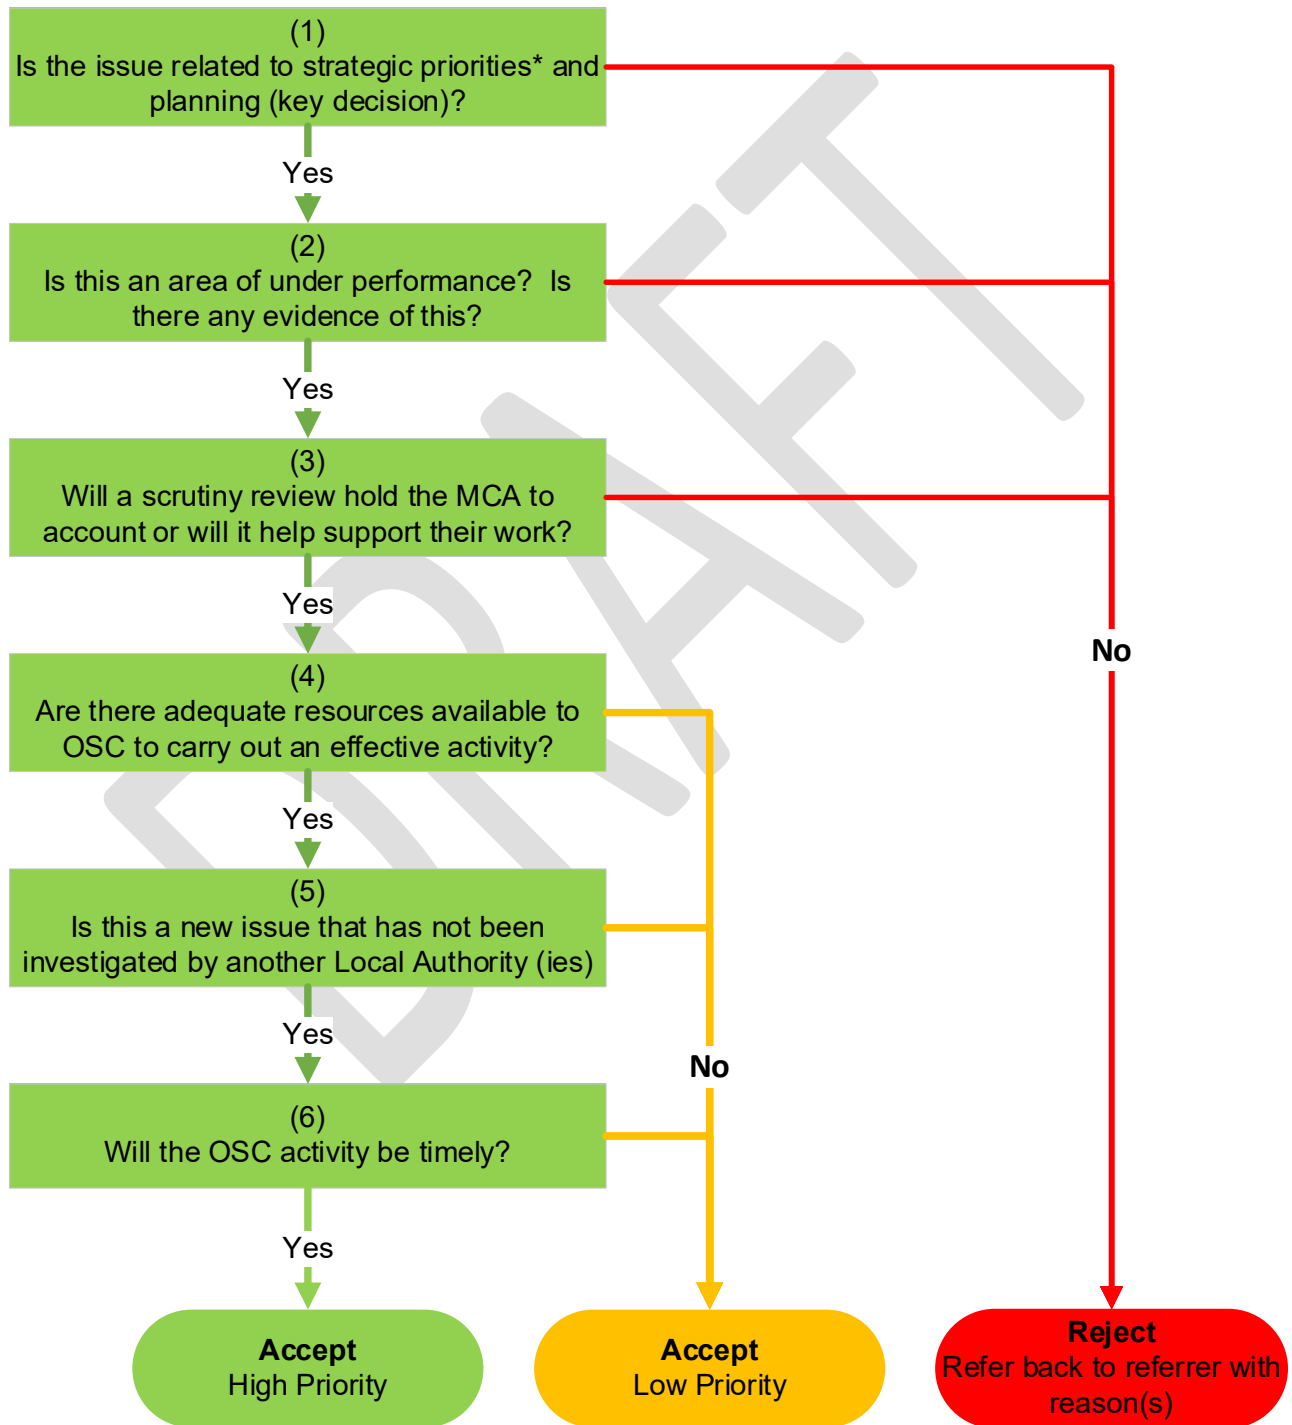 (1)
Is the issue related to strategic priorities* and
planning (key decision)?
Yes
(2)
Is this an area of under performance?  Is
there any evidence of this?
Yes
(3)
Will a scrutiny review hold the MCA to
account or will it help support their work?
Yes
No
(4)
Are there adequate resources available to
OSC to carry out an effective activity?
Yes
(5)
Is this a new issue that has not been
investigated by another Local Authority (ies)
Yes
No
(6)
Will the OSC activity be timely?
Yes
Accept
High Priority
Accept
Low Priority
Reject
Refer back to referrer with
reason(s)
DRAFT